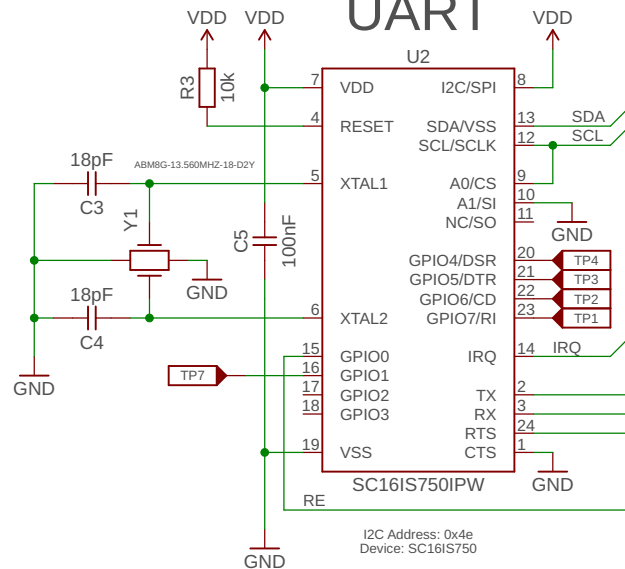 UART
VDD VDD VDD
U2
R3
10k
7 VDD I2C/SPI 8
4 RESET SDA/VSS 13 SDA
SCL/SCLK 12 SCL
18pF ABM8G-13.560MHZ-18-D2Y
5 XTAL1 A0/CS 9
C3
A1/SI 10
Y1
NC/SO 11
C5
100nF
GND
GPIO4/DSR 20 TP4
GPIO5/DTR 21 TP3
GND
18pF GPIO6/CD 22 TP2
6 XTAL2 GPIO7/RI 23 TP1
C4
15 GPIO0 IRQ 14 IRQ
TP7 16 GPIO1
GND
17 GPIO2 TX 2
18 GPIO3 RX 3
RTS 24
19 VSS CTS 1
SC16IS750IPW GND
RE
I2C Address: 0x4e
Device: SC16IS750
GND